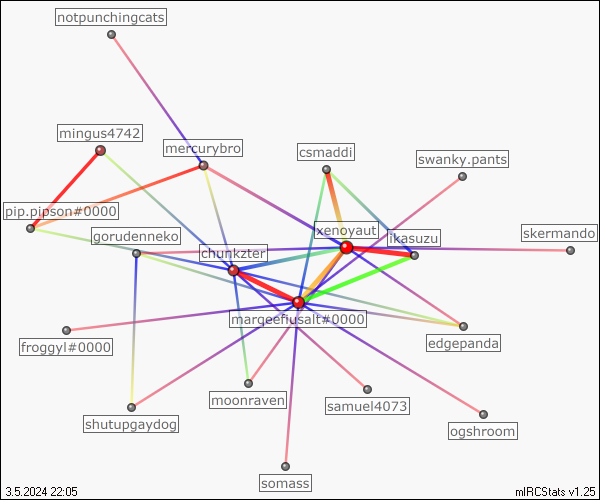 notpunchingcats
mingus4742
mercurybro
csmaddi
swanky.pants
pip.pipson#0000
gorudenneko
xenoyaut
ikasuzu
skermando
chunkzter
margeefiusalt#0000
froggyl#0000
edgepanda
moonraven
samuel4073
shutupgaydog
ogshroom
somass
3.5.2024 22:05
mIRCStats v1.25